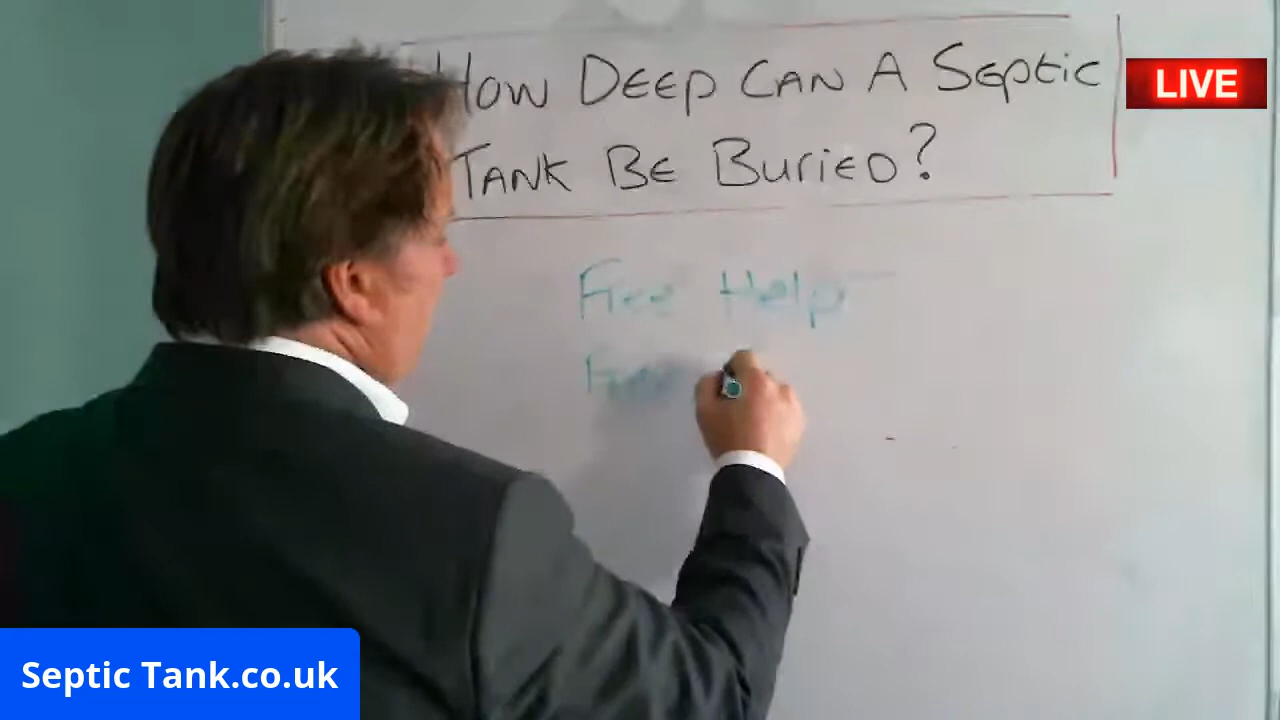 How Deep Can A Septic
Tank Be Buried?
LIVE
Free Help
Septic Tank.co.uk